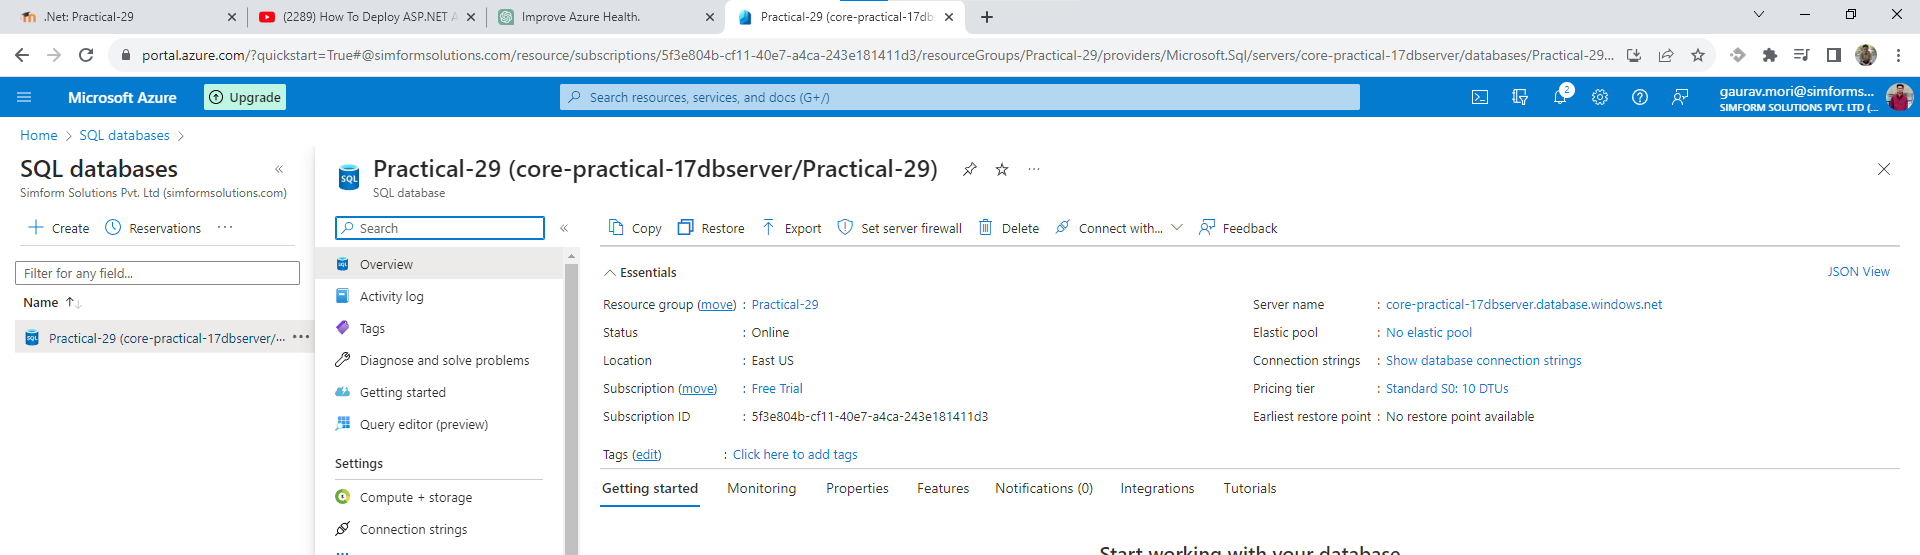 .Net: Practical-29
(2289) How To Deploy ASP.NET A
Improve Azure Health.
Practical-29 (core-practical-17db
portal.azure.com/?quickstart=True#@simformsolutions.com/resource/subscriptions/5f3e804b-cf11-40e7-a4ca-243e181411d3/resourceGroups/Practical-29/providers/Microsoft.Sql/servers/core-practical-17dbserver/databases/Practical-29...
Microsoft Azure
Upgrade
Search resources, services, and docs (G+/)
2
gaurav.mori@simforms...
SIMFORM SOLUTIONS PVT. LTD (...
Home > SQL databases >
SQL databases
Simform Solutions Pvt. Ltd (simformsolutions.com)
Create Reservations ...
Filter for any field...
Name
Practical-29 (core-practical-17dbserver/...
SQL
Practical-29 (core-practical-17dbserver/Practical-29)
SQL database
Search
Overview
Activity log
Tags
Diagnose and solve problems
Getting started
Query editor (preview)
Settings
Compute + storage
Connection strings
Copy Restore Export Set server firewall Delete Connect with... Feedback
Essentials
JSON View
Resource group (move) : Practical-29
Status : Online
Location : East US
Subscription (move) : Free Trial
Subscription ID : 5f3e804b-cf11-40e7-a4ca-243e181411d3
Server name : core-practical-17dbserver.database.windows.net
Elastic pool : No elastic pool
Connection strings : Show database connection strings
Pricing tier : Standard S0: 10 DTUs
Earliest restore point : No restore point available
Tags (edit) : Click here to add tags
Getting started Monitoring Properties Features Notifications (0) Integrations Tutorials
Start working with your database